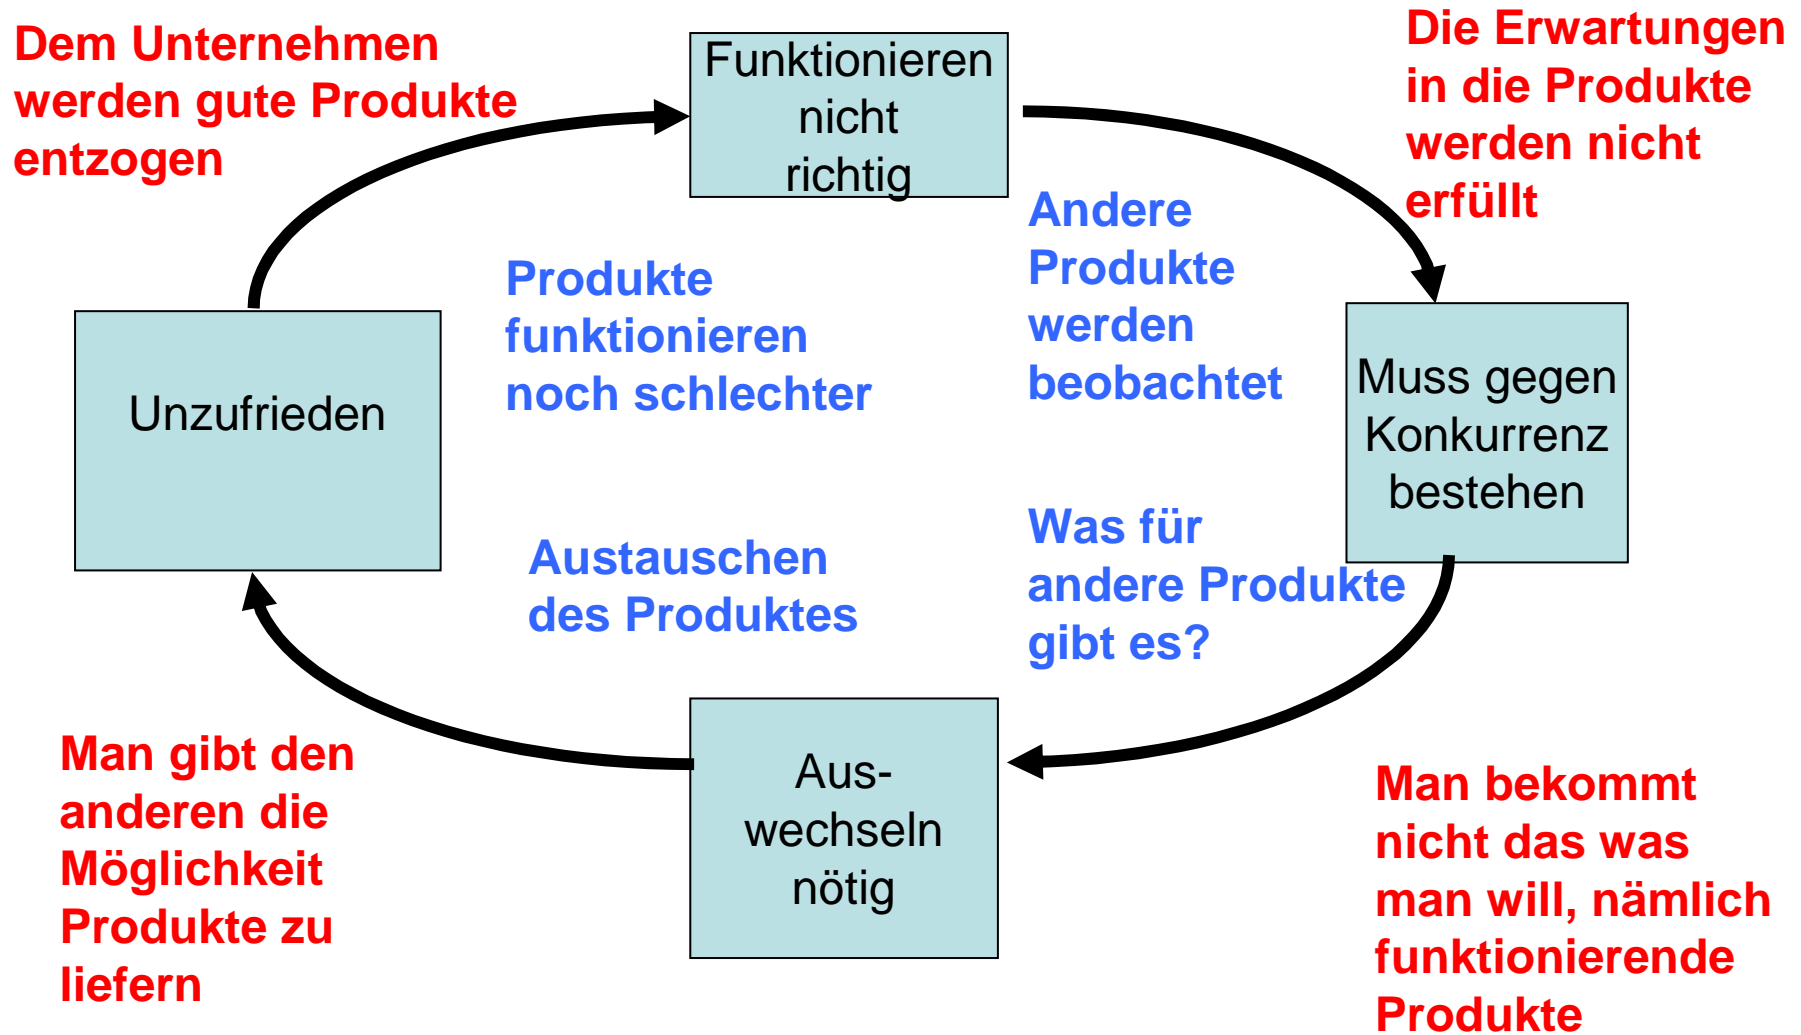 Dem Unternehmen
werden gute Produkte
entzogen
Funktionieren
nicht
richtig
Die Erwartungen
in die Produkte
werden nicht
erfüllt
Produkte
funktionieren
noch schlechter
Andere
Produkte
werden
beobachtet
Unzufrieden
Muss gegen
Konkurrenz
bestehen
Austauschen
des Produktes
Was für
andere Produkte
gibt es?
Man gibt den
anderen die
Möglichkeit
Produkte zu
liefern
Aus-
wechseln
nötig
Man bekommt
nicht das was
man will, nämlich
funktionierende
Produkte